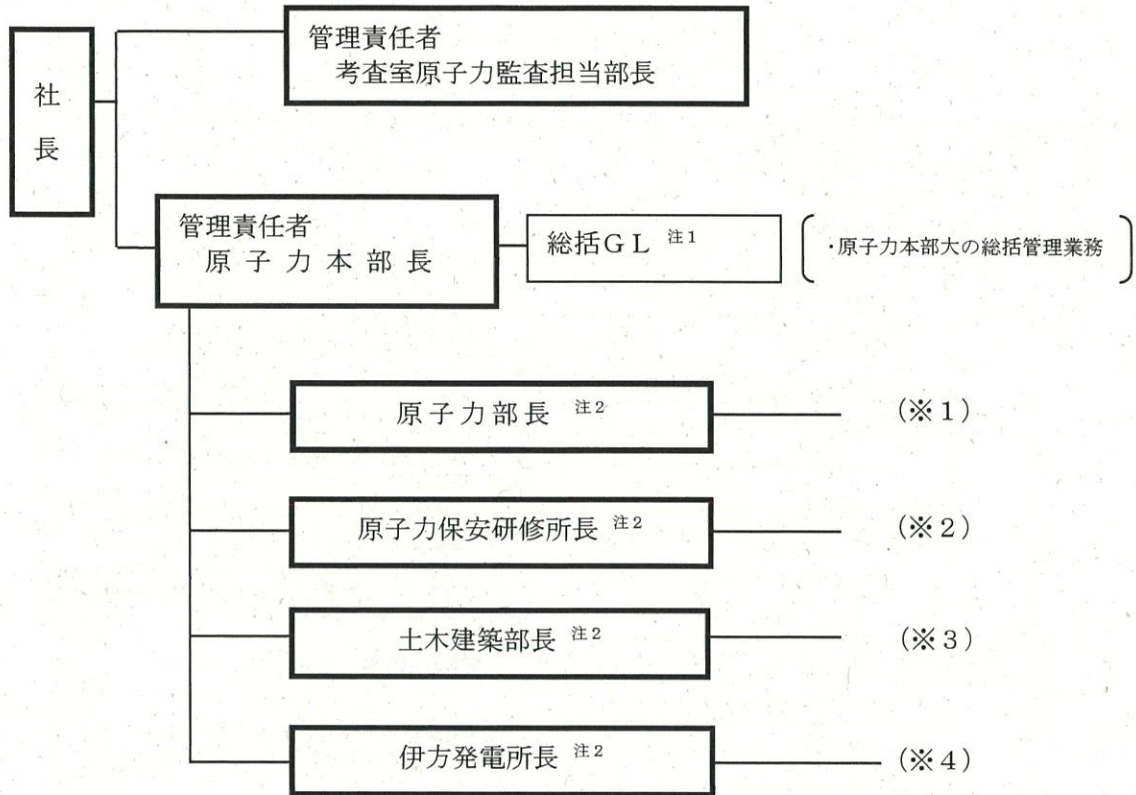 社長
管理責任者
考査室原子力監査担当部長
管理責任者
原子力本部長
総括GL 注1
・原子力本部大の総括管理業務
原子力部長 注2
(※1)
原子力保安研修所長 注2
(※2)
土木建築部長 注2
(※3)
伊方発電所長 注2
(※4)